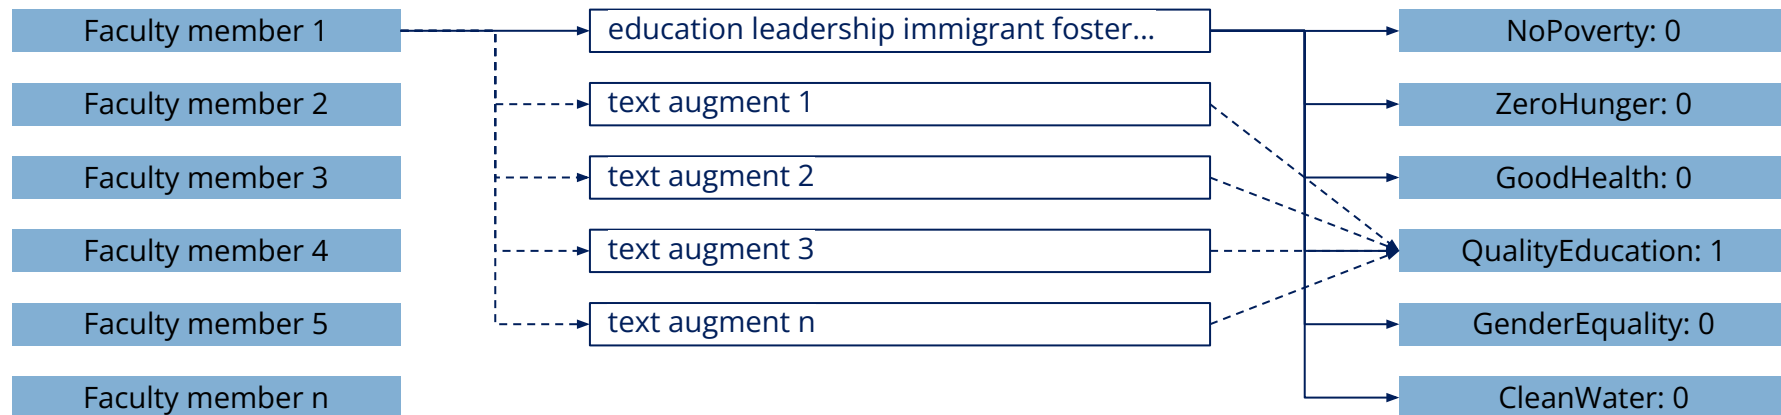 Faculty member 1
Faculty member 2
Faculty member 3
Faculty member 4
Faculty member 5
Faculty member n
education leadership immigrant foster...
text augment 1
text augment 2
text augment 3
text augment n
NoPoverty: 0
ZeroHunger: 0
GoodHealth: 0
QualityEducation: 1
GenderEquality: 0
CleanWater: 0